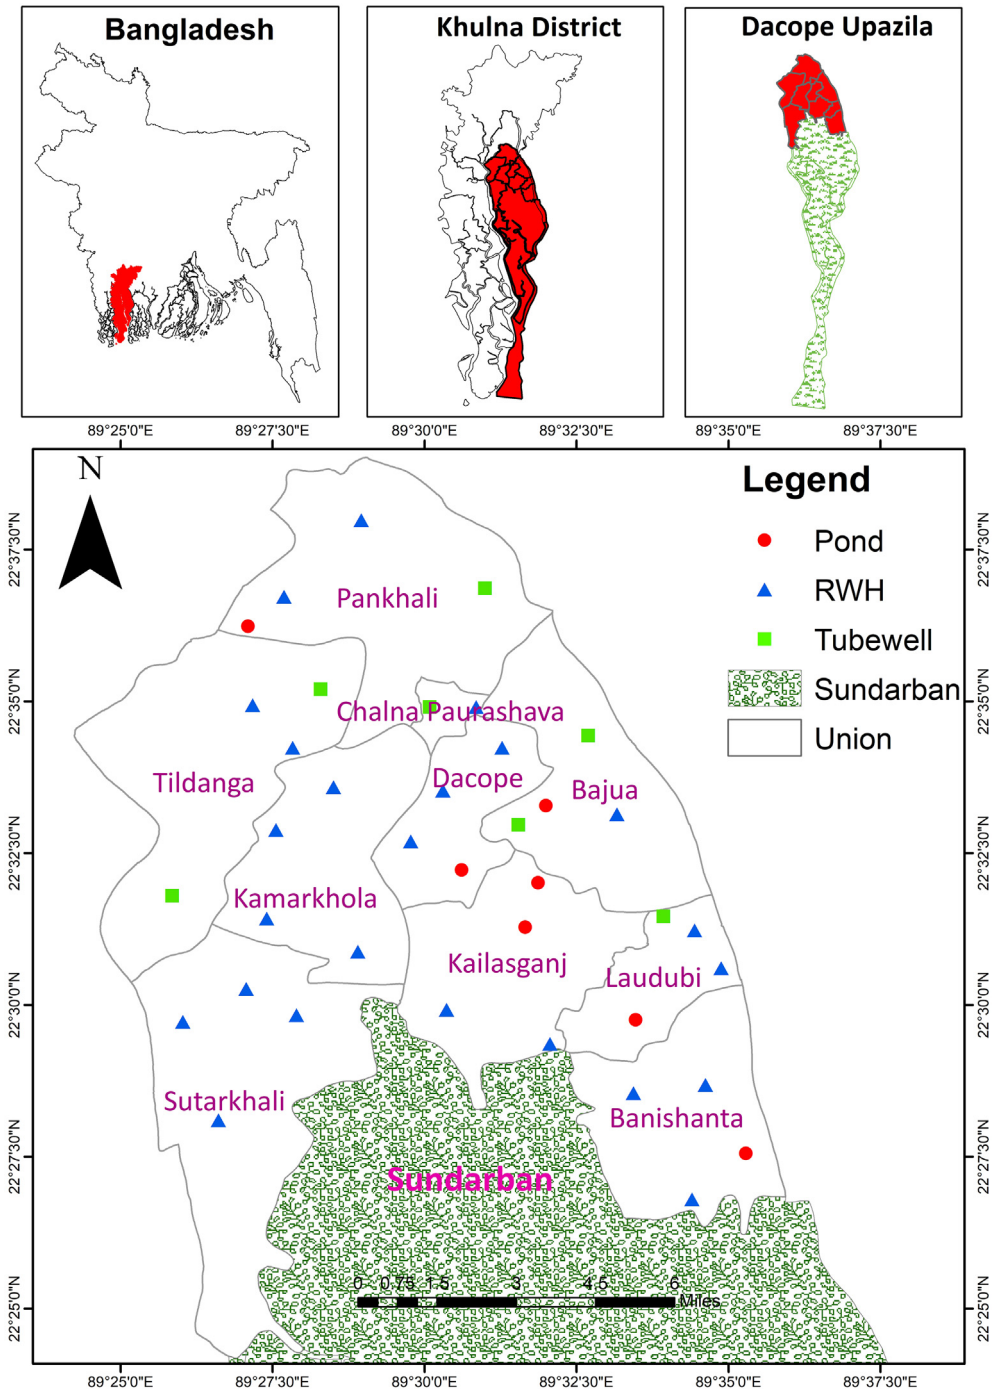 Bangladesh
Khulna District
Dacope Upazila
89°25'0"E 89°27'30"E 89°30'0"E 89°32'30"E 89°35'0"E 89°37'30"E
N
Legend
Pond
RWH
Tubewell
Sundarban
Union
22°37'30"N 22°37'30"N
22°35'0"N 22°35'0"N
22°32'30"N 22°32'30"N
22°30'0"N 22°30'0"N
22°27'30"N 22°27'30"N
22°25'0"N 22°25'0"N
Pankhali
Chalna Paurashava
Tildanga
Dacope
Bajua
Kamarkhola
Kailasganj
Laudubi
Sutarkhali
Banishanta
Sundarban
0 0.75 1.5 3 4.5 6
Miles
89°25'0"E 89°27'30"E 89°30'0"E 89°32'30"E 89°35'0"E 89°37'30"E